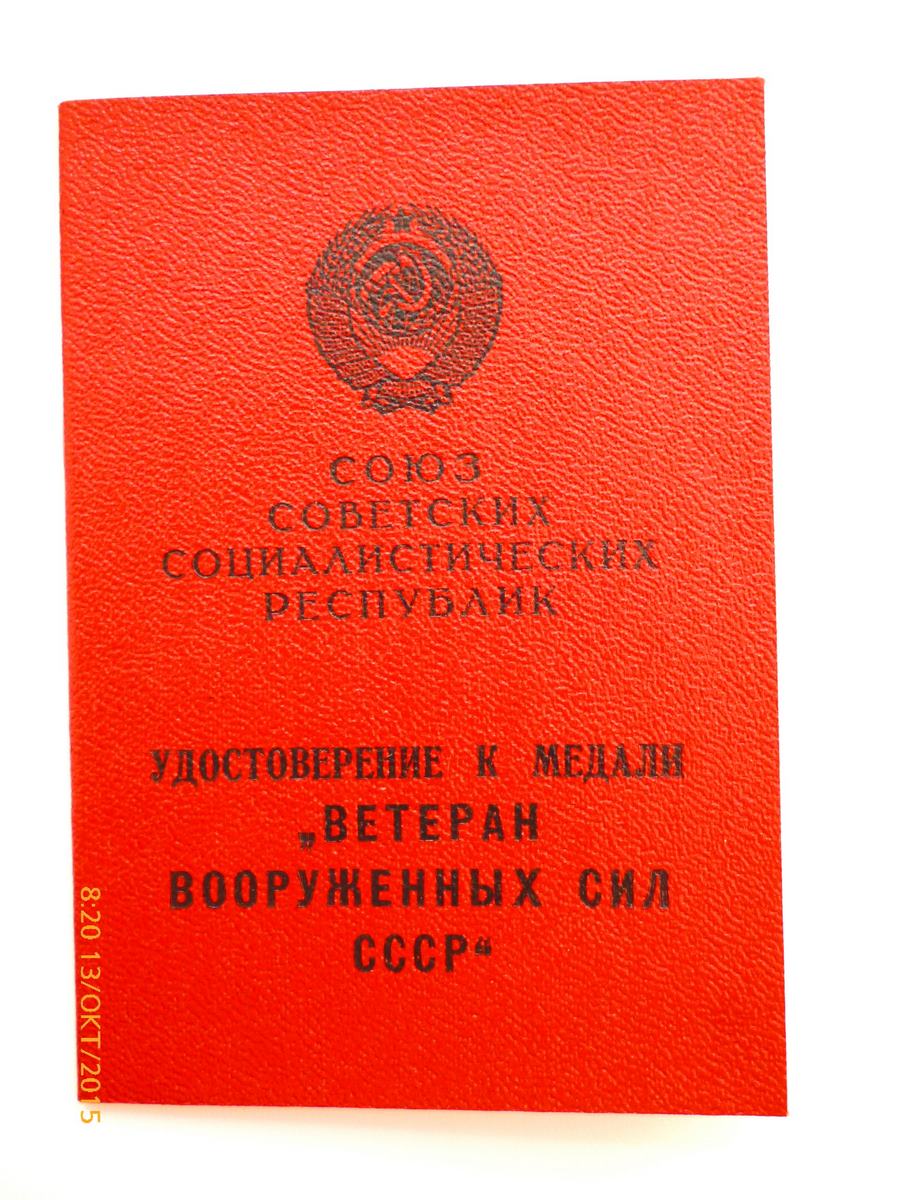 СОЮЗ
СОВЕТСКИХ
СОЦИАЛИСТИЧЕСКИХ
РЕСПУБЛИК
УДОСТОВЕРЕНИЕ К МЕДАЛИ
„ВЕТЕРАН
ВООРУЖЕННЫХ СИЛ
СССР“
8:20 13/ОКТ/2015